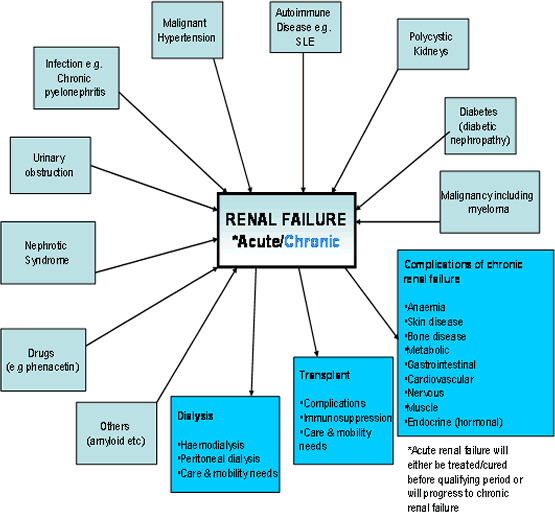 Malignant
Hypertension
Autoimmune
Disease e.g.
SLE
Polycystic
Kidneys
Infection e.g.
Chronic
pyelonephritis
Diabetes
(diabetic
nephropathy)
Urinary
obstruction
Malignancy including
myeloma
RENAL FAILURE
*Acute/Chronic
Nephrotic
Syndrome
Drugs
(e.g phenacetin)
Others
(amyloid etc)
Dialysis
•Haemodialysis
•Peritoneal dialysis
•Care & mobility needs
Transplant
•Complications
•Immunosuppression
•Care & mobility
needs
Complications of chronic
renal failure
•Anaemia
•Skin disease
•Bone disease
•Metabolic
•Gastrointestinal
•Cardiovascular
•Nervous
•Muscle
•Endocrine (hormonal)
*Acute renal failure will
either be treated/cured
before qualifying period or
will progress to chronic
renal failure